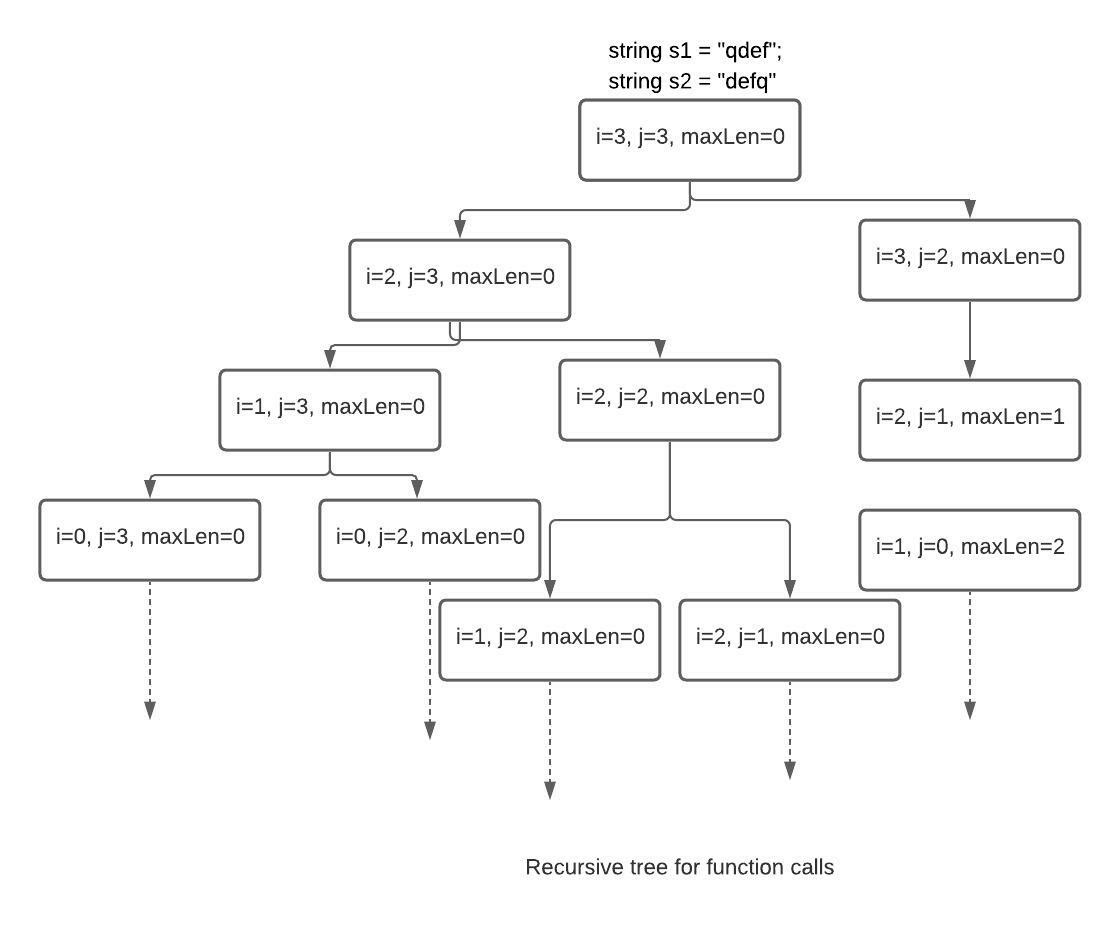 string s1 = "qdef";
string s2 = "defq"
i=3, j=3, maxLen=0
i=2, j=3, maxLen=0
i=3, j=2, maxLen=0
i=1, j=3, maxLen=0
i=2, j=2, maxLen=0
i=2, j=1, maxLen=1
i=0, j=3, maxLen=0
i=0, j=2, maxLen=0
i=1, j=0, maxLen=2
i=1, j=2, maxLen=0
i=2, j=1, maxLen=0
Recursive tree for function calls